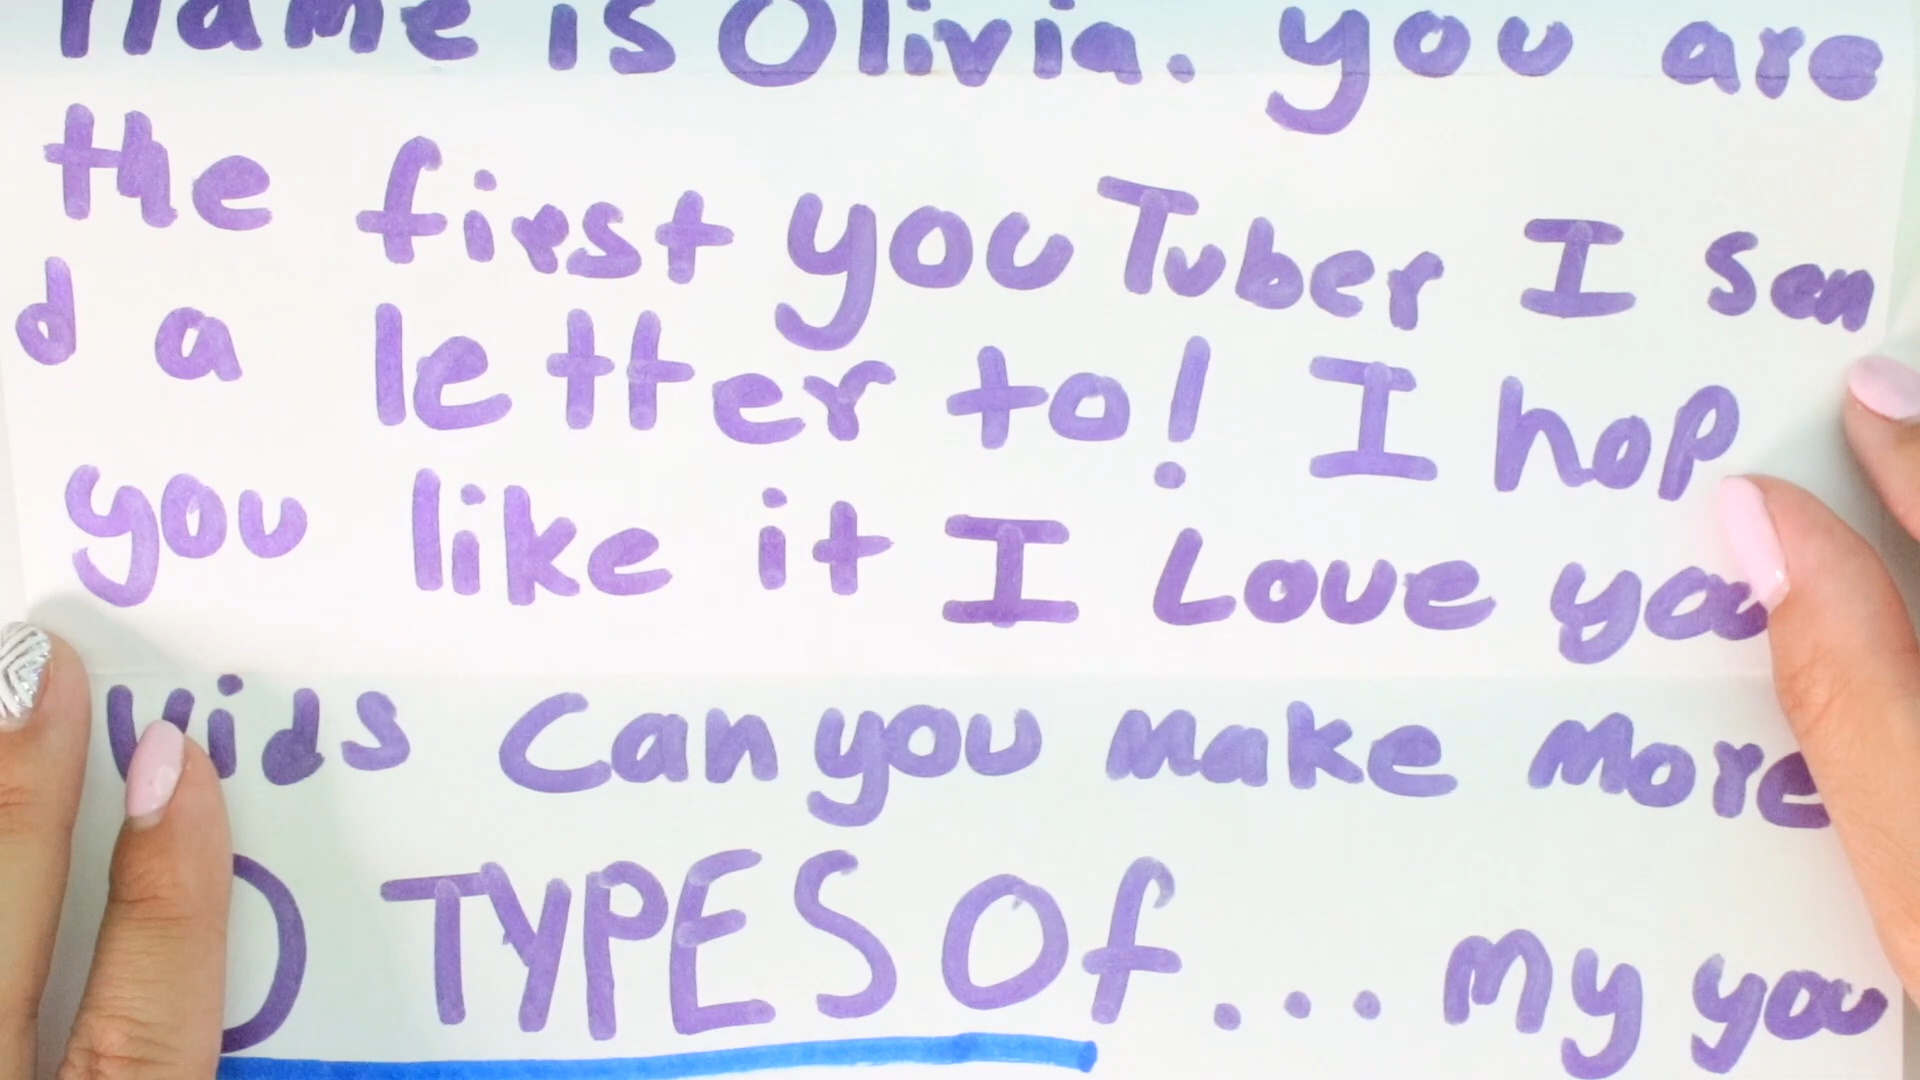 name is Olivia. you are
the first youTuber I sen
d a letter to! I hop
you like it I Love you
vids Can you make more
TYPES Of... My you